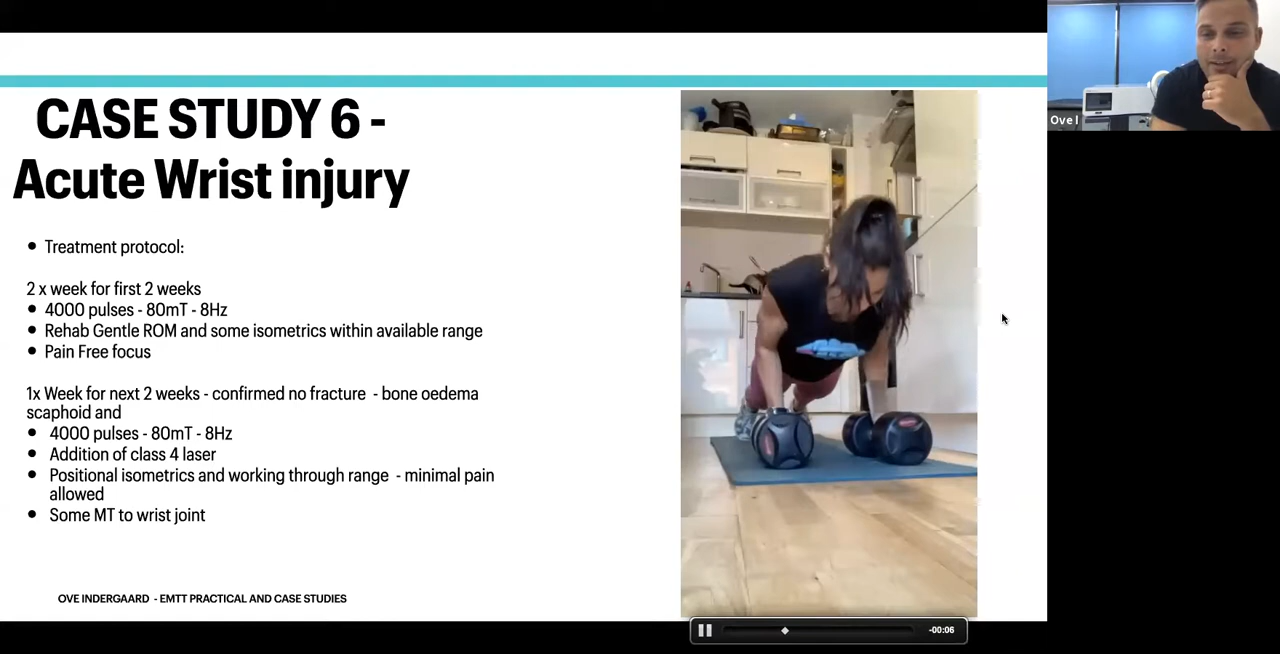 CASE STUDY 6 -
Acute Wrist injury
• Treatment protocol:
2 x week for first 2 weeks
• 4000 pulses - 80mT - 8Hz
• Rehab Gentle ROM and some isometrics within available range
• Pain Free focus
1x Week for next 2 weeks - confirmed no fracture - bone oedema
scaphoid and
• 4000 pulses - 80mT - 8Hz
• Addition of class 4 laser
• Positional isometrics and working through range - minimal pain
allowed
• Some MT to wrist joint
OVE INDERGAARD - EMTT PRACTICAL AND CASE STUDIES
-00:06
Ove I